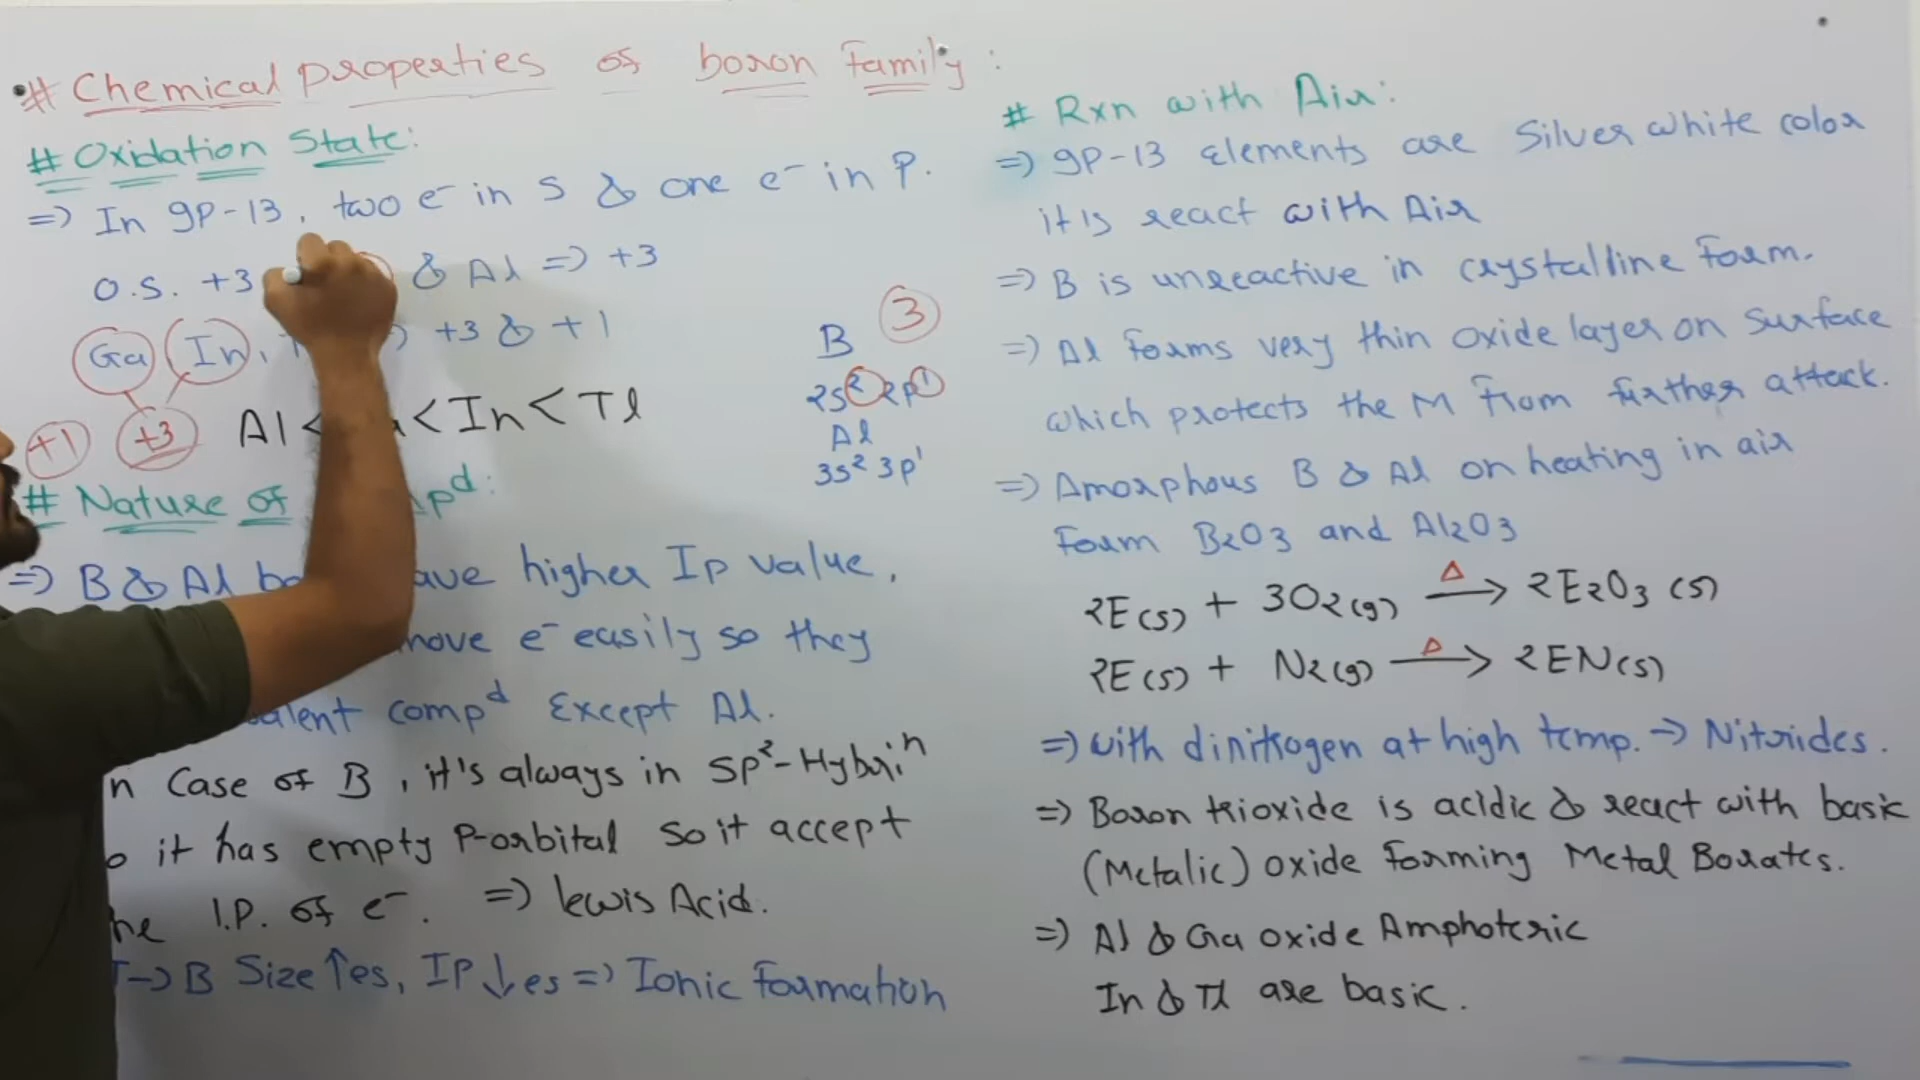 # Chemical properties of boron Family:
# Oxidation State:
=> In gp-13, two e⁻ in S & one e⁻ in P.
O.S. +3 & Al => +3
Ga In, +3 & +1
+1 +3 Al < < In < Tl
B 3
2s² 2p¹
Al
3s² 3p¹
# Nature of pᵈ:
=> B & Al have higher Ip value,
e⁻ easily so they
compᵈ Except Al.
Case of B, it's always in SP²-Hybriⁿ
it has empty P-orbital so it accept
I.P. of e⁻. => lewis Acid.
-> B Size ↑es, IP ↓es => Ionic Formation
# Rxn with Air:
=> gp-13 Elements are Silver white color
it is react with Air
=> B is unreactive in crystalline Form.
=> Al Forms very thin oxide layer on Surface
which protects the M From further attack.
=> Amorphous B & Al on heating in air
Form B2O3 and Al2O3
2E(s) + 3O2(g) —Δ→ 2E2O3 (s)
2E(s) + N2(g) —Δ→ 2EN(s)
=> with dinitrogen at high temp. -> Nitrides.
=> Boron trioxide is acidic & react with basic
(Metalic) oxide Forming Metal Borates.
=> Al & Ga oxide Amphoteric
In & Tl are basic.